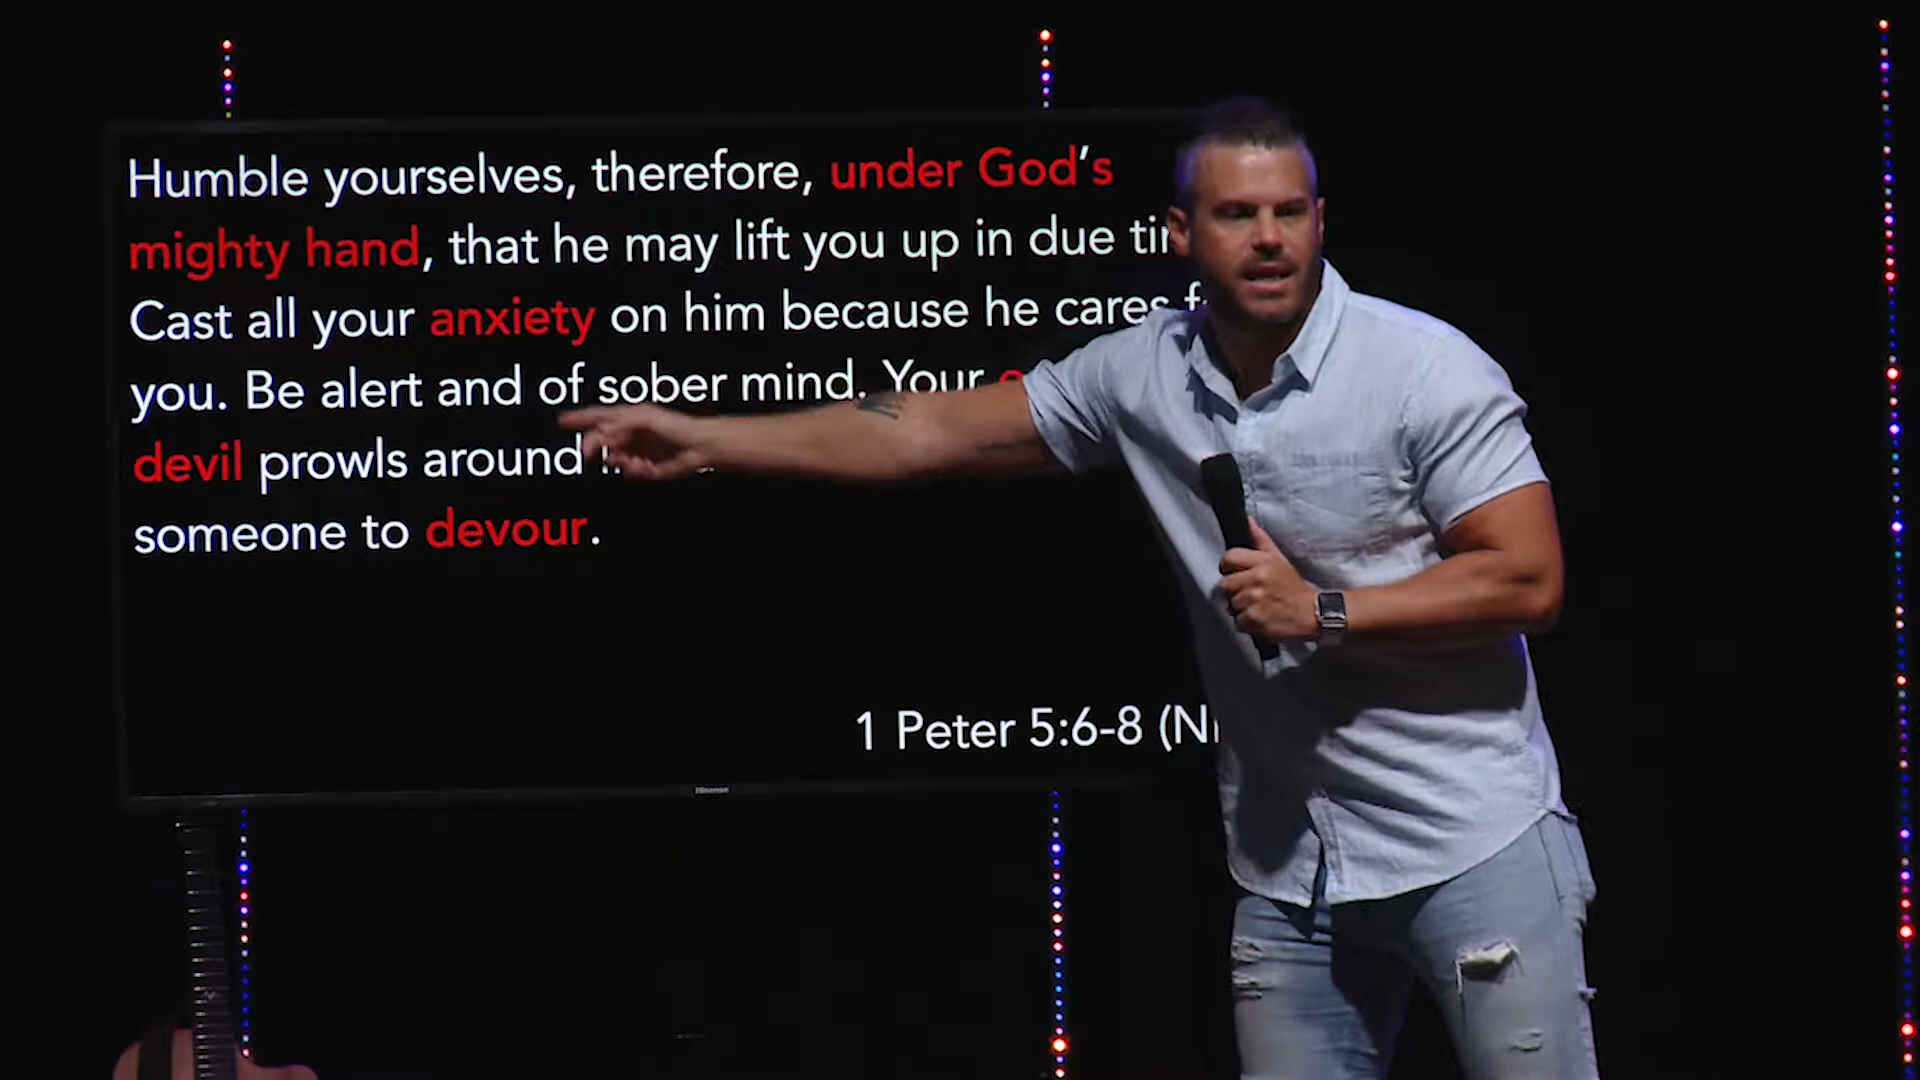 Humble yourselves, therefore, under God's
mighty hand, that he may lift you up in due
Cast all your anxiety on him because he cares
you. Be alert and of sober mind. Your
devil prowls around
someone to devour.
1 Peter 5:6-8
Hisense